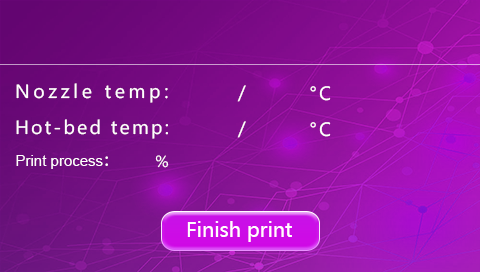 Nozzle temp: / °C
Hot-bed temp: / °C
Print process: %
Finish print